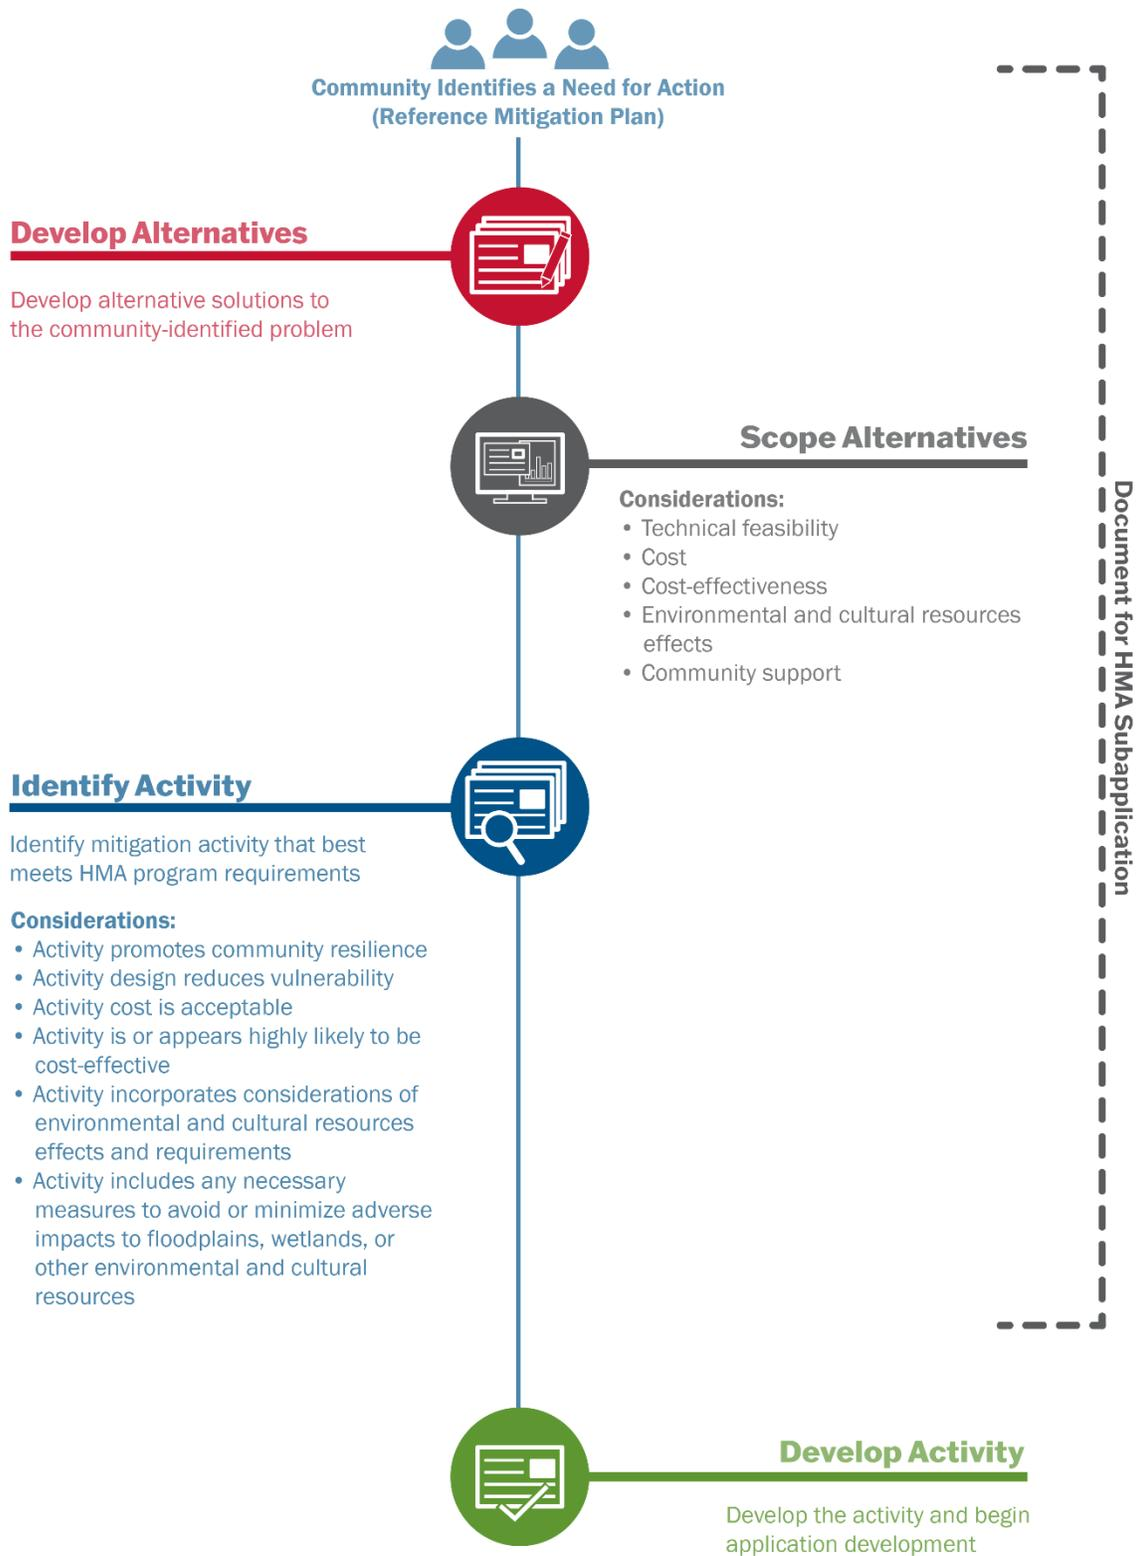 Community Identifies a Need for Action
(Reference Mitigation Plan)
Develop Alternatives
Develop alternative solutions to
the community-identified problem
Scope Alternatives
Considerations:
• Technical feasibility
• Cost
• Cost-effectiveness
• Environmental and cultural resources
effects
• Community support
Identify Activity
Identify mitigation activity that best
meets HMA program requirements
Considerations:
• Activity promotes community resilience
• Activity design reduces vulnerability
• Activity cost is acceptable
• Activity is or appears highly likely to be
cost-effective
• Activity incorporates considerations of
environmental and cultural resources
effects and requirements
• Activity includes any necessary
measures to avoid or minimize adverse
impacts to floodplains, wetlands, or
other environmental and cultural
resources
Develop Activity
Develop the activity and begin
application development
Document for HMA Subapplication